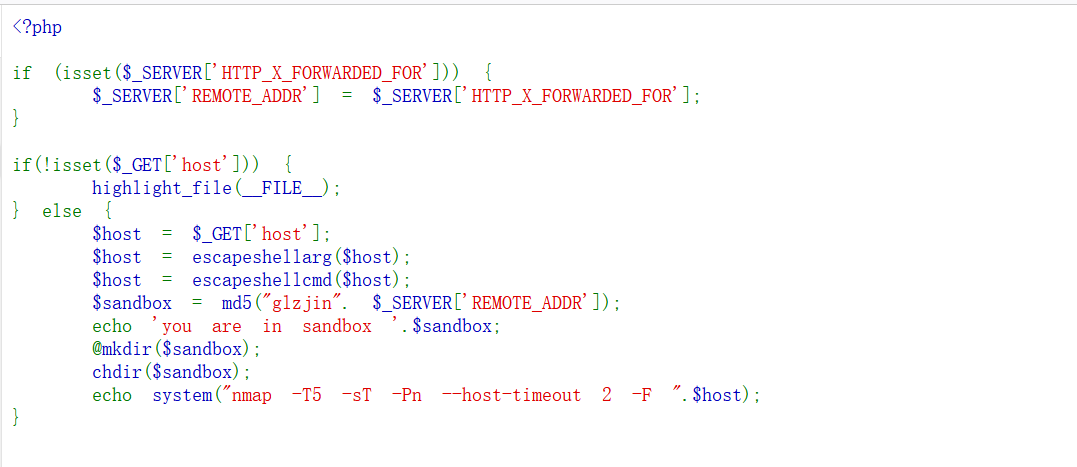 <?php
if (isset($_SERVER['HTTP_X_FORWARDED_FOR'])) {
$_SERVER['REMOTE_ADDR'] = $_SERVER['HTTP_X_FORWARDED_FOR'];
}
if(!isset($_GET['host'])) {
highlight_file(__FILE__);
} else {
$host = $_GET['host'];
$host = escapeshellarg($host);
$host = escapeshellcmd($host);
$sandbox = md5("glzjin". $_SERVER['REMOTE_ADDR']);
echo 'you are in sandbox '.$sandbox;
@mkdir($sandbox);
chdir($sandbox);
echo system("nmap -T5 -sT -Pn --host-timeout 2 -F ".$host);
}